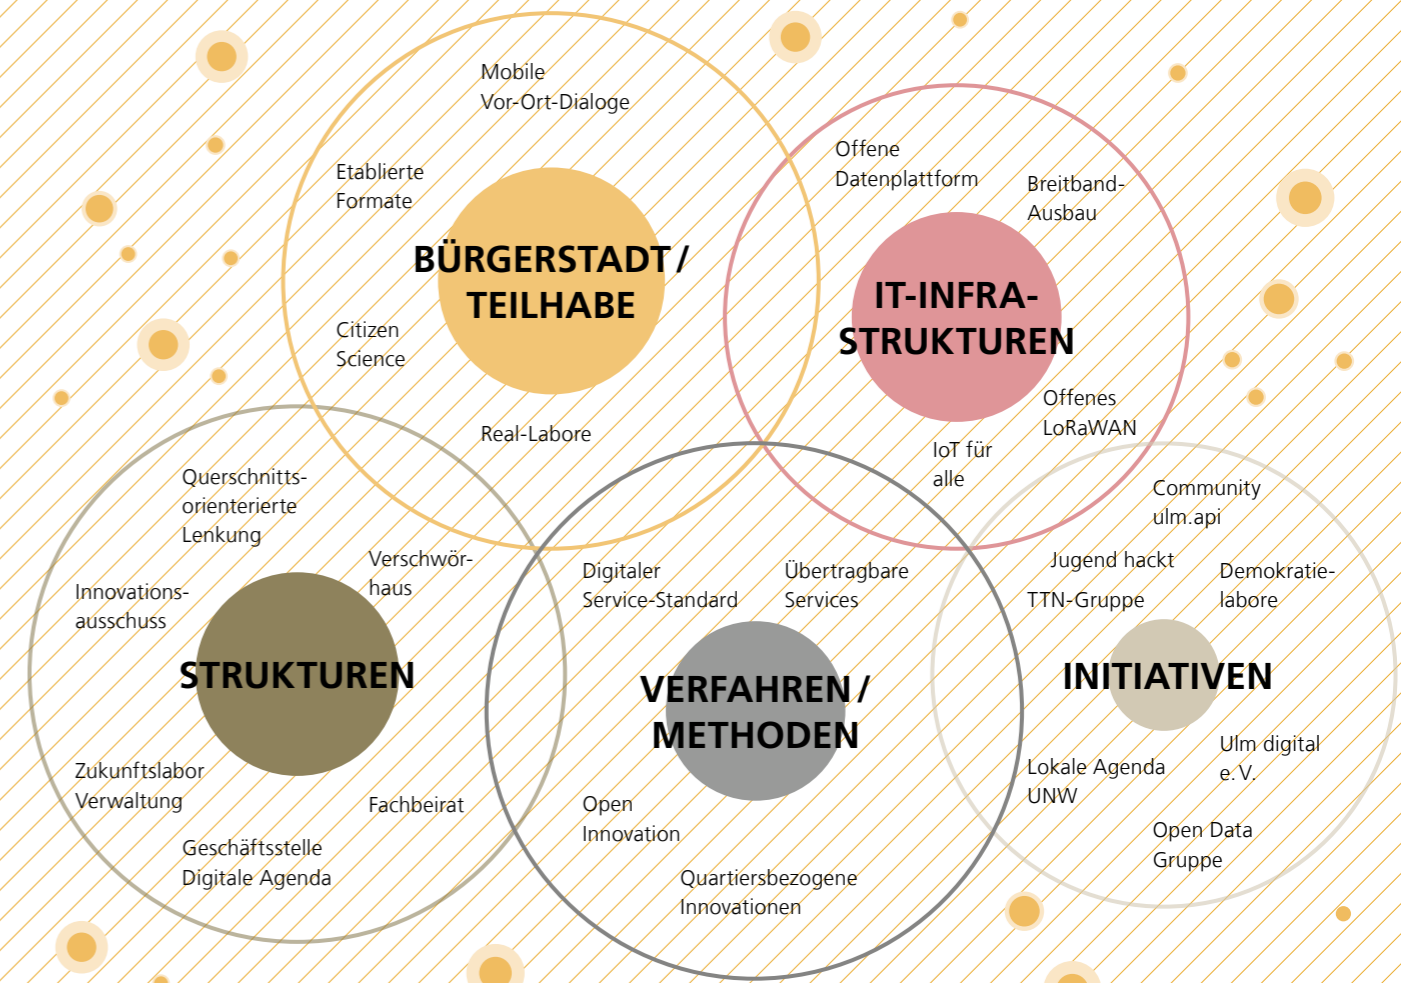 Mobile
Vor-Ort-Dialoge
Etablierte
Formate
BÜRGERSTADT /
TEILHABE
Citizen
Science
Real-Labore
Offene
Datenplattform
Breitband-
Ausbau
IT-INFRA-
STRUKTUREN
Offenes
LoRaWAN
IoT für
alle
Querschnitts-
orienterierte
Lenkung
Verschwör-
haus
Innovations-
ausschuss
STRUKTUREN
Zukunftslabor
Verwaltung
Fachbeirat
Geschäftsstelle
Digitale Agenda
Digitaler
Service-Standard
Übertragbare
Services
VERFAHREN /
METHODEN
Open
Innovation
Quartiersbezogene
Innovationen
Community
ulm.api
Jugend hackt
TTN-Gruppe
Demokratie-
labore
INITIATIVEN
Ulm digital
e. V.
Lokale Agenda
UNW
Open Data
Gruppe